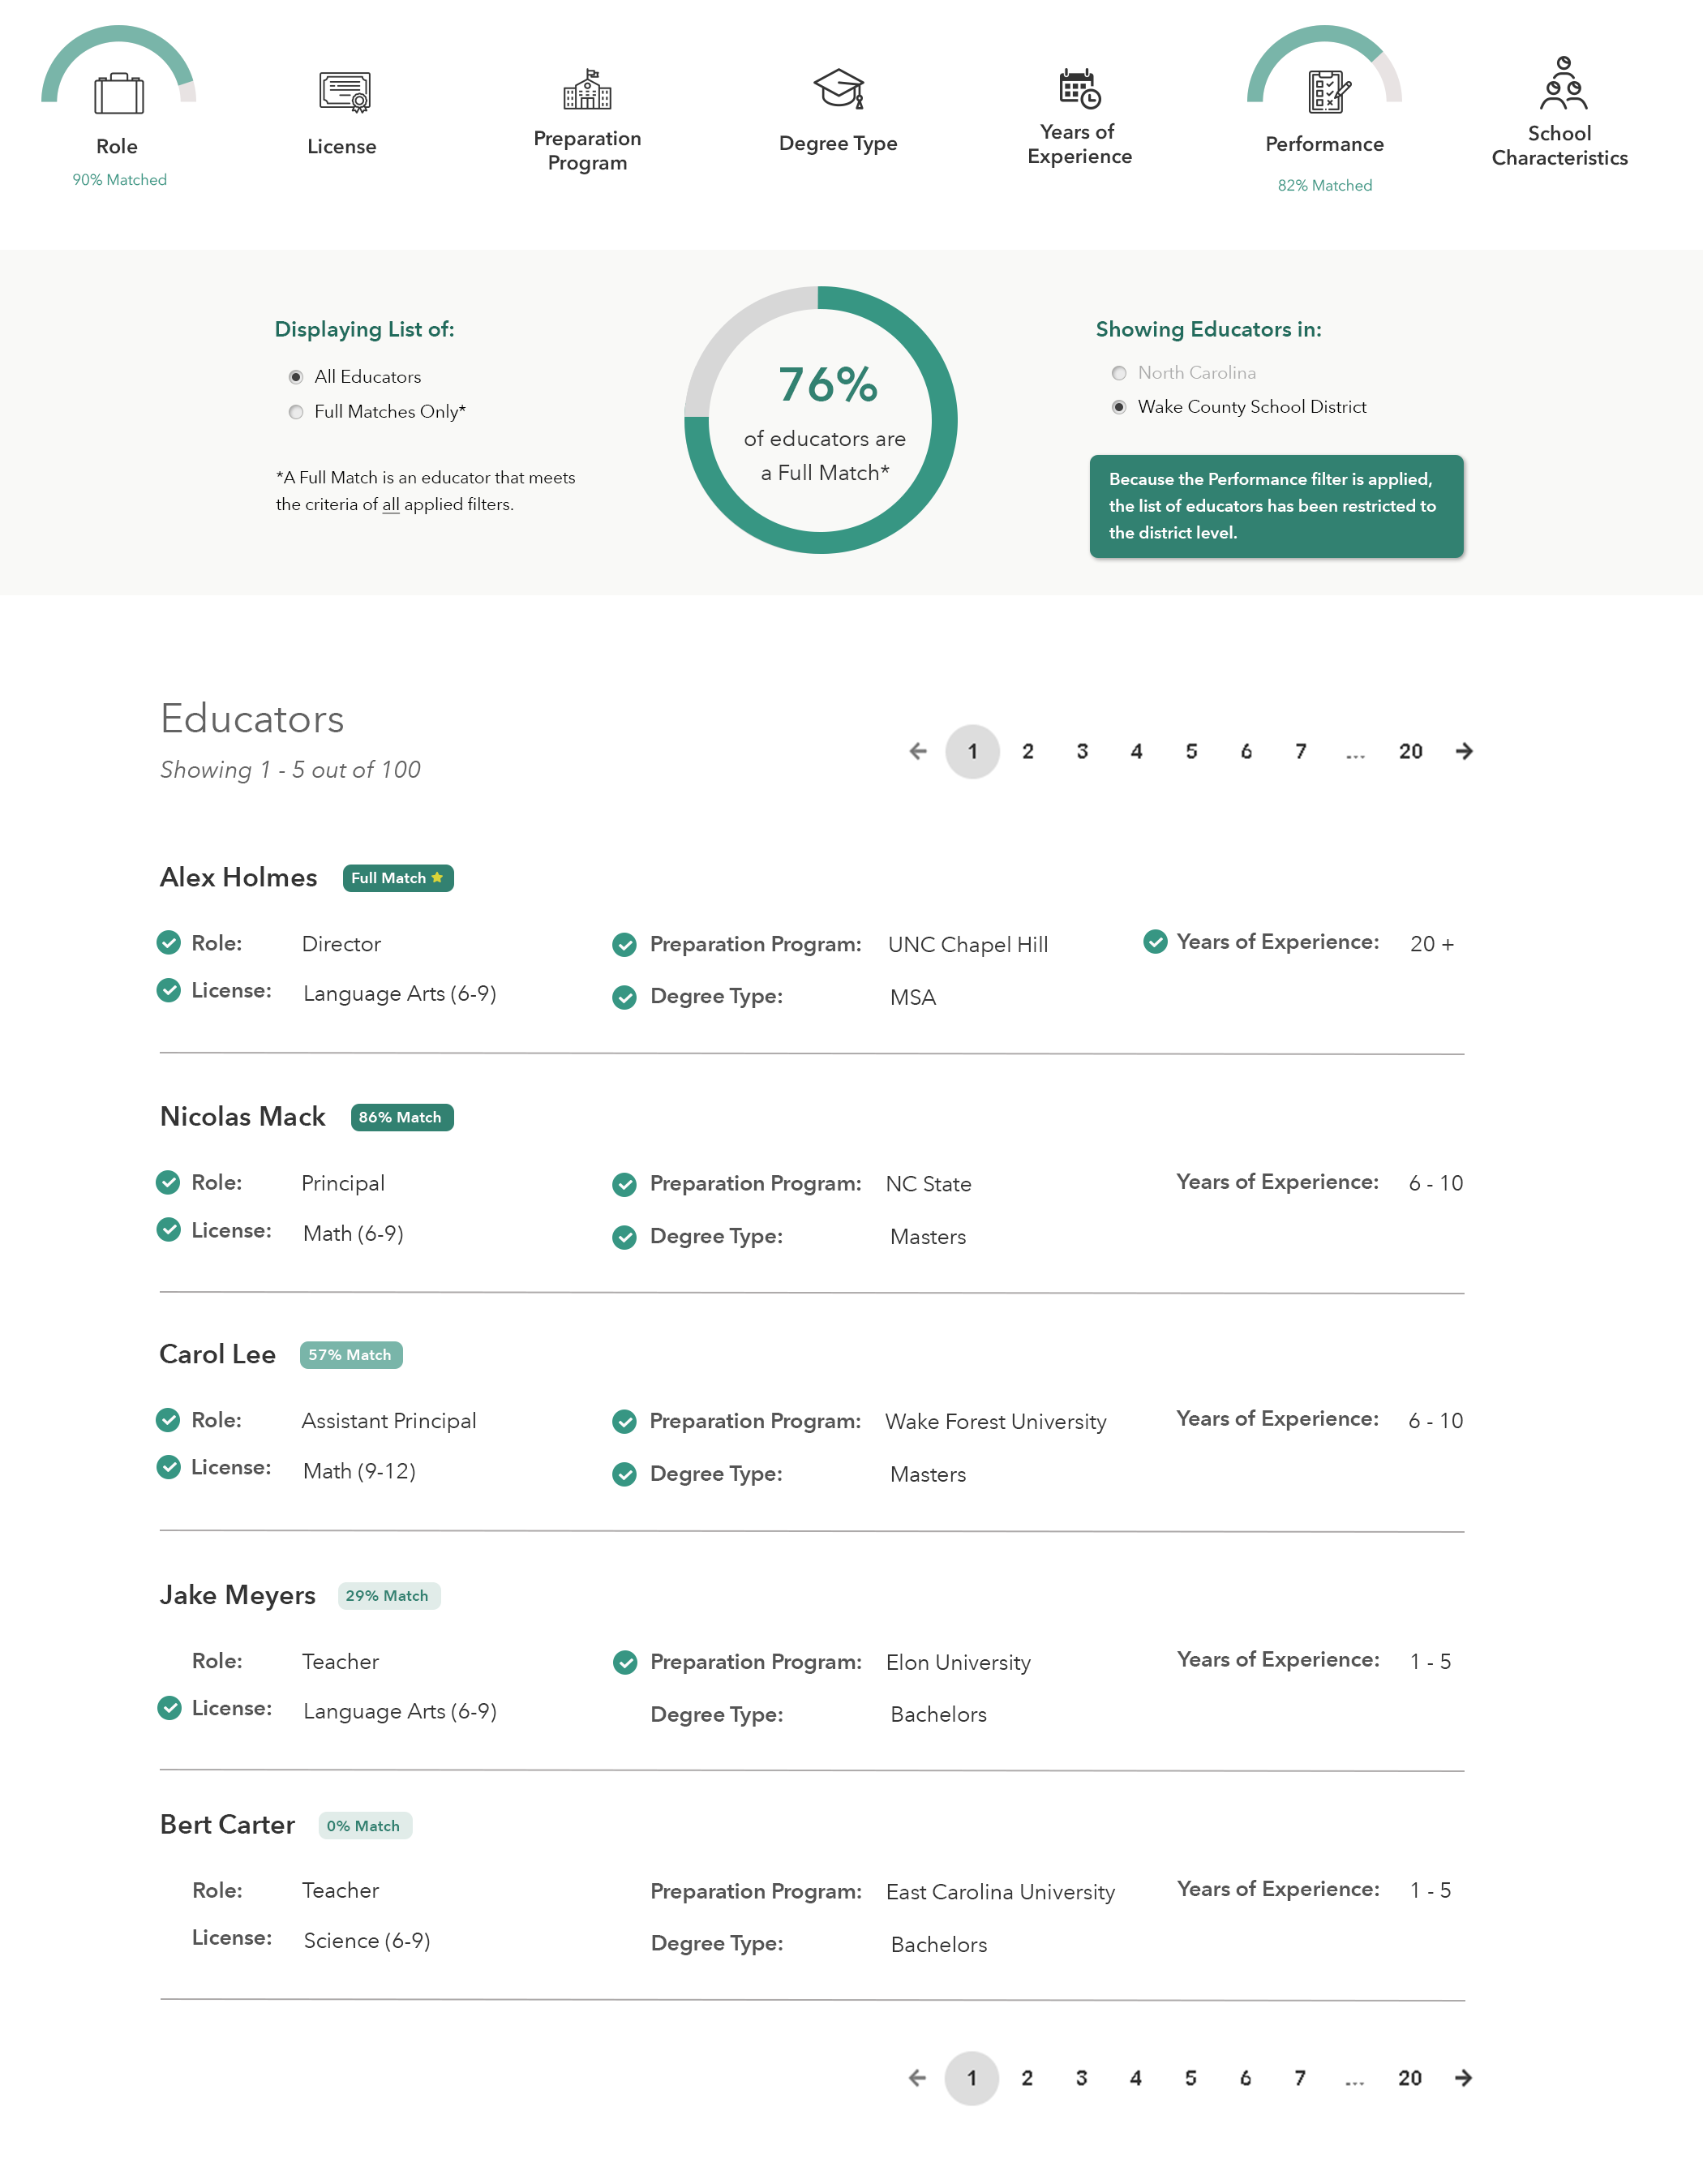 Role
90% Matched
License
Preparation
Program
Degree Type
Years of
Experience
Performance
82% Matched
School
Characteristics
Displaying List of:
All Educators
Full Matches Only*
*A Full Match is an educator that meets
the criteria of all applied filters.
76%
of educators are
a Full Match*
Showing Educators in:
North Carolina
Wake County School District
Because the Performance filter is applied,
the list of educators has been restricted to
the district level.
Educators
Showing 1 - 5 out of 100
1 2 3 4 5 6 7 ... 20
Alex Holmes Full Match
Role: Director Preparation Program: UNC Chapel Hill Years of Experience: 20 +
License: Language Arts (6-9) Degree Type: MSA
Nicolas Mack 86% Match
Role: Principal Preparation Program: NC State Years of Experience: 6 - 10
License: Math (6-9) Degree Type: Masters
Carol Lee 57% Match
Role: Assistant Principal Preparation Program: Wake Forest University Years of Experience: 6 - 10
License: Math (9-12) Degree Type: Masters
Jake Meyers 29% Match
Role: Teacher Preparation Program: Elon University Years of Experience: 1 - 5
License: Language Arts (6-9) Degree Type: Bachelors
Bert Carter 0% Match
Role: Teacher Preparation Program: East Carolina University Years of Experience: 1 - 5
License: Science (6-9) Degree Type: Bachelors
1 2 3 4 5 6 7 ... 20